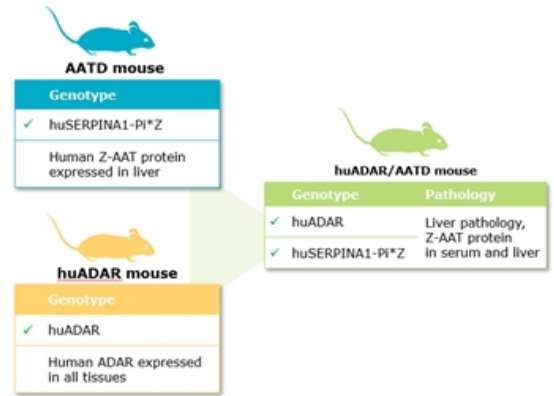 AATD mouse
Genotype
✓ huSERPINA1-Pi*Z
Human Z-AAT protein
expressed in liver
huADAR mouse
Genotype
✓ huADAR
Human ADAR expressed
in all tissues
huADAR/AATD mouse
Genotype Pathology
✓ huADAR
✓ huSERPINA1-Pi*Z
Liver pathology,
Z-AAT protein
in serum and liver